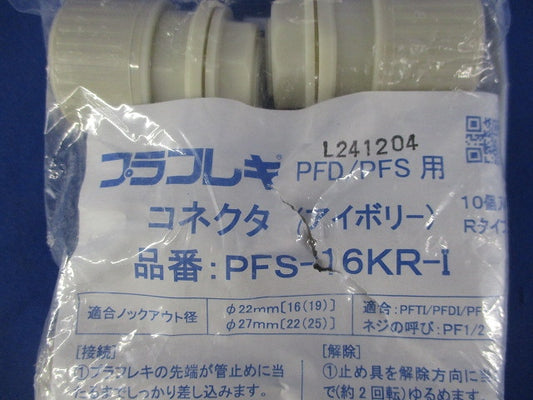 L241204
プラフレキ PFD/PFS 用
コネクタ (アイボリー) 10個入
Rタイ
品番:PFS-16KR-I
適合ノックアウト径
φ22mm[16(19)]
φ27mm[22(25)]
適合:PFTI/PFDI/PF
ネジの呼び:PF1/2
[接続]
①プラフレキの先端が管止めに当
たるまでしっかり差し込みます。
[解除]
①止め具を解除方向に当
で(約2回転)ゆるめます。